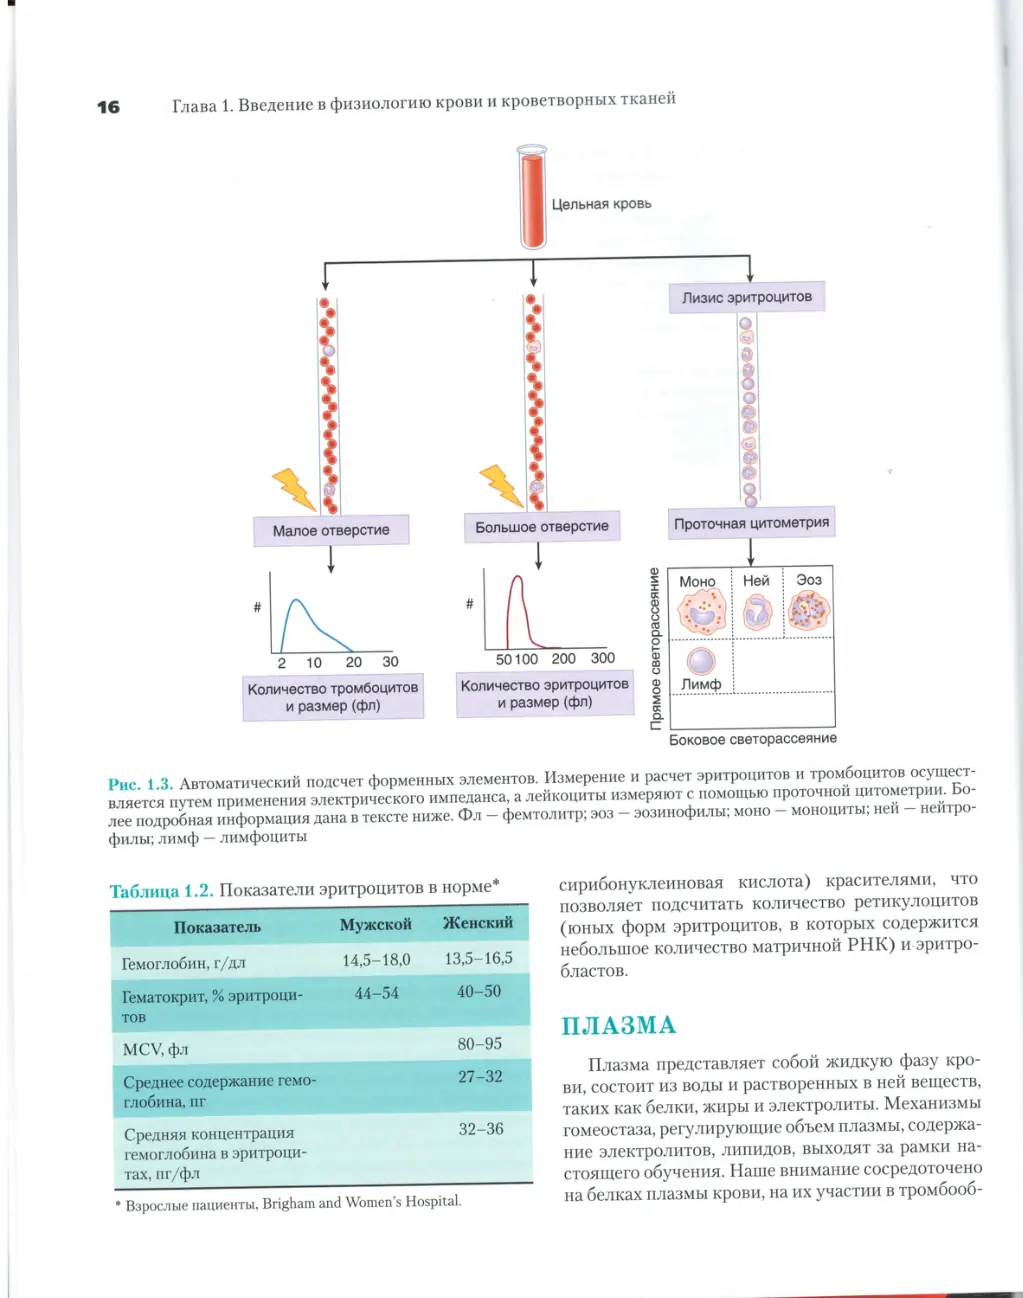 16 Глава 1. Введение в физиологию крови и кроветворных тканей
Цельная кровь
Лизис эритроцитов
Малое отверстие
Большое отверстие
Проточная цитометрия
#
2 10 20 30
Количество тромбоцитов
и размер (фл)
#
50 100 200 300
Количество эритроцитов
и размер (фл)
Прямое светорассеяние
Моно Ней Эоз
Лимф
Боковое светорассеяние
Рис. 1.3. Автоматический подсчет форменных элементов. Измерение и расчет эритроцитов и тромбоцитов осущест-
вляется путем применения электрического импеданса, а лейкоциты измеряют с помощью проточной цитометрии. Бо-
лее подробная информация дана в тексте ниже. Фл — фемтолитр; эоз — эозинофилы; моно — моноциты; ней — нейтро-
филы; лимф — лимфоциты
Таблица 1.2. Показатели эритроцитов в норме*
Показатель Мужской Женский
Гемоглобин, г/дл 14,5–18,0 13,5–16,5
Гематокрит, % эритроци- 44–54 40–50
тов
MCV, фл 80–95
Среднее содержание гемо- 27–32
глобина, пг
Средняя концентрация 32–36
гемоглобина в эритроци-
тах, пг/фл
* Взрослые пациенты, Brigham and Women's Hospital.
сирибонуклеиновая кислота) красителями, что
позволяет подсчитать количество ретикулоцитов
(юных форм эритроцитов, в которых содержится
небольшое количество матричной РНК) и эритро-
бластов.
ПЛАЗМА
Плазма представляет собой жидкую фазу кро-
ви, состоит из воды и растворенных в ней веществ,
таких как белки, жиры и электролиты. Механизмы
гомеостаза, регулирующие объем плазмы, содержа-
ние электролитов, липидов, выходят за рамки на-
стоящего обучения. Наше внимание сосредоточено
на белках плазмы крови, на их участии в тромбооб-